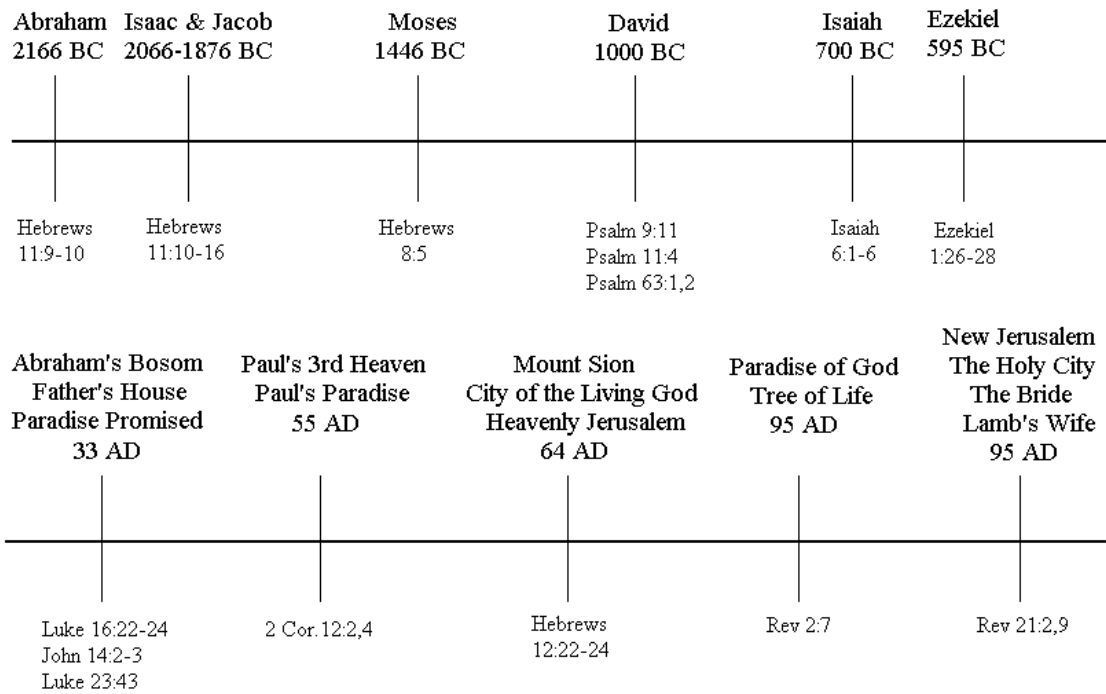 Abraham
2166 BC
Isaac & Jacob
2066-1876 BC
Moses
1446 BC
David
1000 BC
Isaiah
700 BC
Ezekiel
595 BC
Hebrews
11:9-10
Hebrews
11:10-16
Hebrews
8:5
Psalm 9:11
Psalm 11:4
Psalm 63:1,2
Isaiah
6:1-6
Ezekiel
1:26-28
Abraham's Bosom
Father's House
Paradise Promised
33 AD
Paul's 3rd Heaven
Paul's Paradise
55 AD
Mount Sion
City of the Living God
Heavenly Jerusalem
64 AD
Paradise of God
Tree of Life
95 AD
New Jerusalem
The Holy City
The Bride
Lamb's Wife
95 AD
Luke 16:22-24
John 14:2-3
Luke 23:43
2 Cor.12:2,4
Hebrews
12:22-24
Rev 2:7
Rev 21:2,9